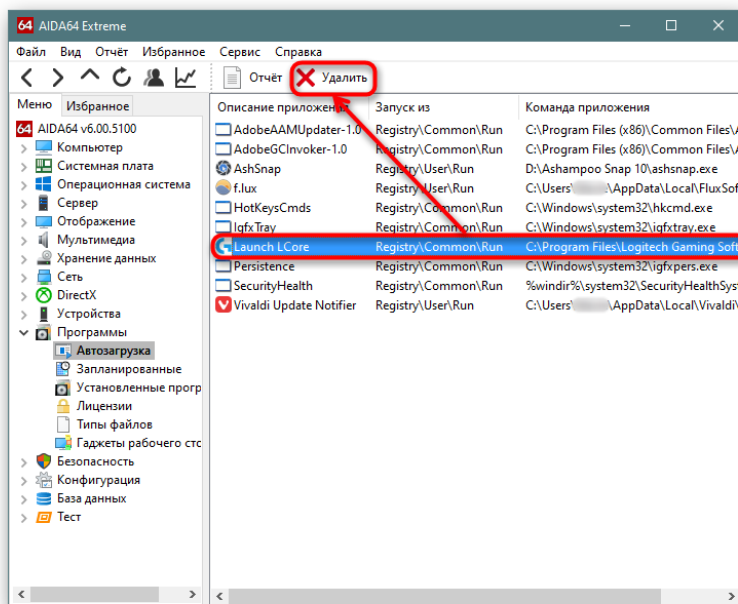 64 AIDA64 Extreme
Файл Вид Отчёт Избранное Сервис Справка
Отчёт Удалить
Меню Избранное
64 AIDA64 v6.00.5100
Компьютер
Системная плата
Операционная система
Сервер
Отображение
Мультимедиа
Хранение данных
Сеть
DirectX
Устройства
Программы
Автозагрузка
Запланированные
Установленные прогр
Лицензии
Типы файлов
Гаджеты рабочего стс
Безопасность
Конфигурация
База данных
Тест
Описание приложения Запуск из Команда приложения
AdobeAAMUpdater-1.0 Registry\Common\Run C:\Program Files (x86)\Common Files\A
AdobeGCInvoker-1.0 Registry\Common\Run C:\Program Files (x86)\Common Files\A
AshSnap Registry\User\Run D:\Ashampoo Snap 10\ashsnap.exe
f.lux Registry\User\Run C:\Users\ \AppData\Local\FluxSof
HotKeysCmds Registry\Common\Run C:\Windows\system32\hkcmd.exe
IgfxTray Registry\Common\Run C:\Windows\system32\igfxtray.exe
Launch LCore Registry\Common\Run C:\Program Files\Logitech Gaming Soft
Persistence Registry\Common\Run C:\Windows\system32\igfxpers.exe
SecurityHealth Registry\Common\Run %windir%\system32\SecurityHealthSys
Vivaldi Update Notifier Registry\User\Run C:\Users\ \AppData\Local\Vivaldi\